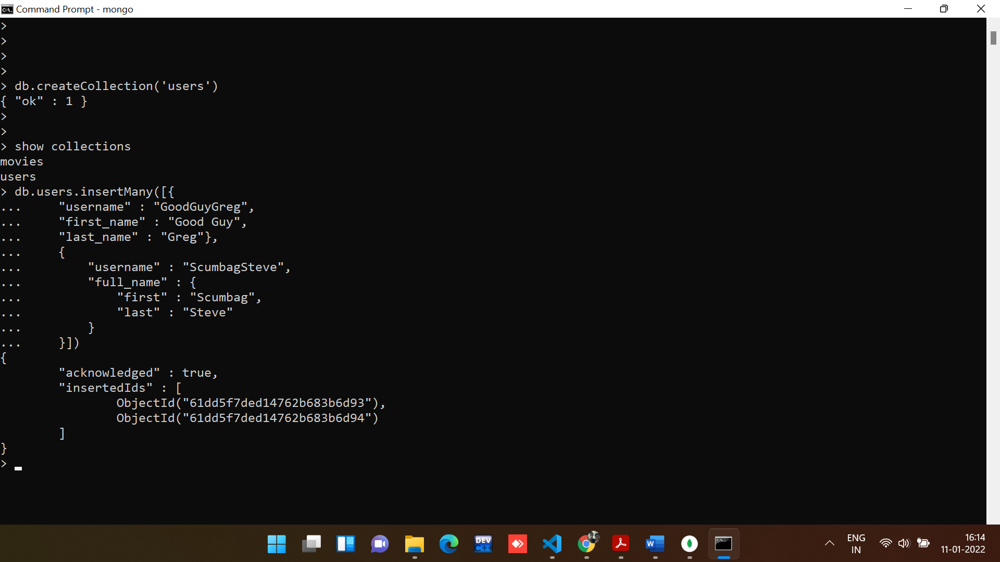 Command Prompt - mongo
>
>
>
>
> db.createCollection('users')
{ "ok" : 1 }
>
>
> show collections
movies
users
> db.users.insertMany([{
...     "username" : "GoodGuyGreg",
...     "first_name" : "Good Guy",
...     "last_name" : "Greg"},
...     {
...         "username" : "ScumbagSteve",
...         "full_name" : {
...             "first" : "Scumbag",
...             "last" : "Steve"
...         }
...     }])
{
        "acknowledged" : true,
        "insertedIds" : [
                ObjectId("61dd5f7ded14762b683b6d93"),
                ObjectId("61dd5f7ded14762b683b6d94")
        ]
}
>
DEV
C++
W
ENG
IN
16:14
11-01-2022